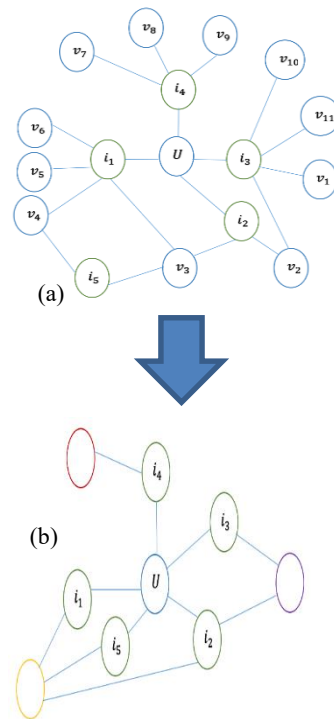 v₈
v₉
v₇
v₁₀
i₄
v₁₁
v₆
i₁
U
i₃
v₅
v₁
v₄
i₂
v₃
v₂
i₅
(a)
i₄
i₃
(b)
U
i₁
i₅
i₂